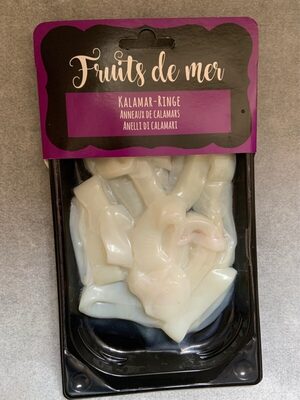 Fruits de mer
Kalamar-Ringe
Anneaux de calamars
Anelli di calamari